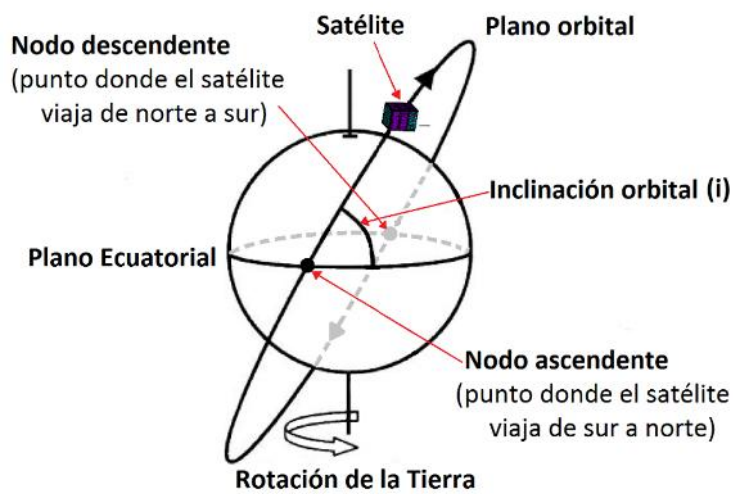 Satélite
Plano orbital
Nodo descendente
(punto donde el satélite
viaja de norte a sur)
Inclinación orbital (i)
Plano Ecuatorial
Nodo ascendente
(punto donde el satélite
viaja de sur a norte)
Rotación de la Tierra